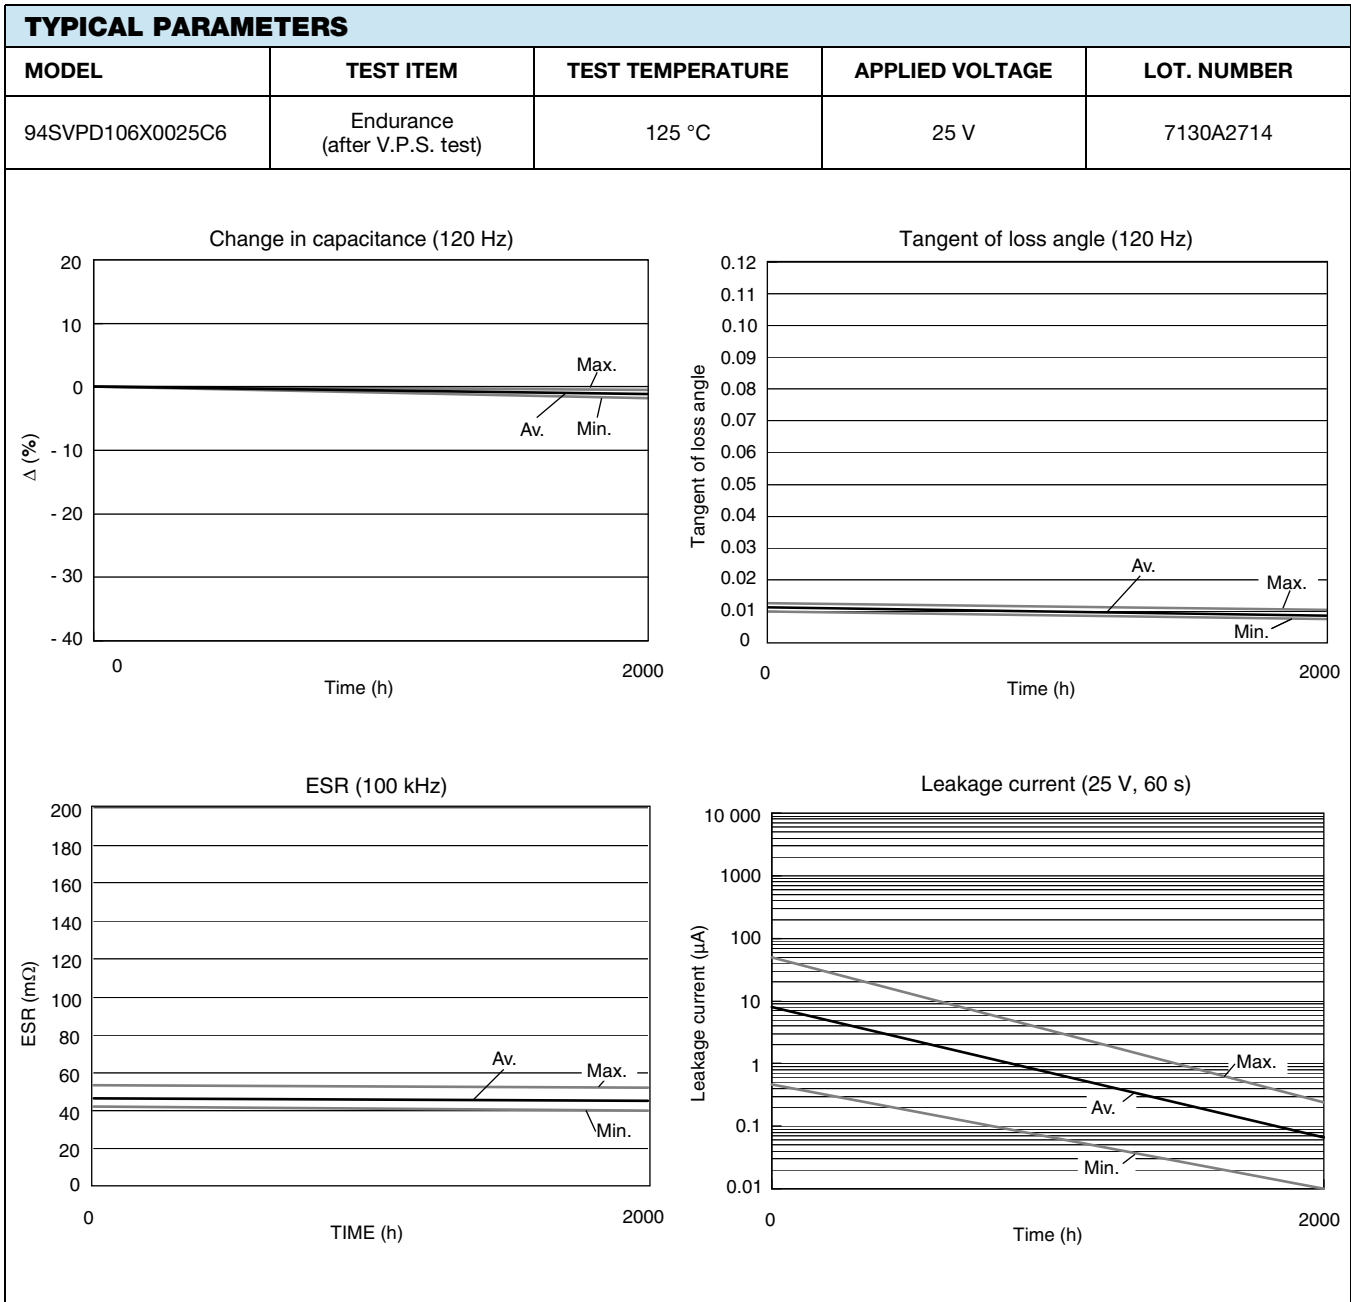 TYPICAL PARAMETERS
MODEL TEST ITEM TEST TEMPERATURE APPLIED VOLTAGE LOT. NUMBER
94SVPD106X0025C6 Endurance (after V.P.S. test) 125 °C 25 V 7130A2714
Change in capacitance (120 Hz)
20
10
0
- 10
- 20
- 30
- 40
Δ (%)
Max.
Av.
Min.
0
2000
Time (h)
Tangent of loss angle (120 Hz)
0.12
0.11
0.10
0.09
0.08
0.07
0.06
0.05
0.04
0.03
0.02
0.01
0
Tangent of loss angle
Av.
Max.
Min.
0
2000
Time (h)
ESR (100 kHz)
200
180
160
140
120
100
80
60
40
20
0
ESR (mΩ)
Av.
Max.
Min.
0
2000
TIME (h)
Leakage current (25 V, 60 s)
10 000
1000
100
10
1
0.1
0.01
Leakage current (µA)
Max.
Av.
Min.
0
2000
Time (h)